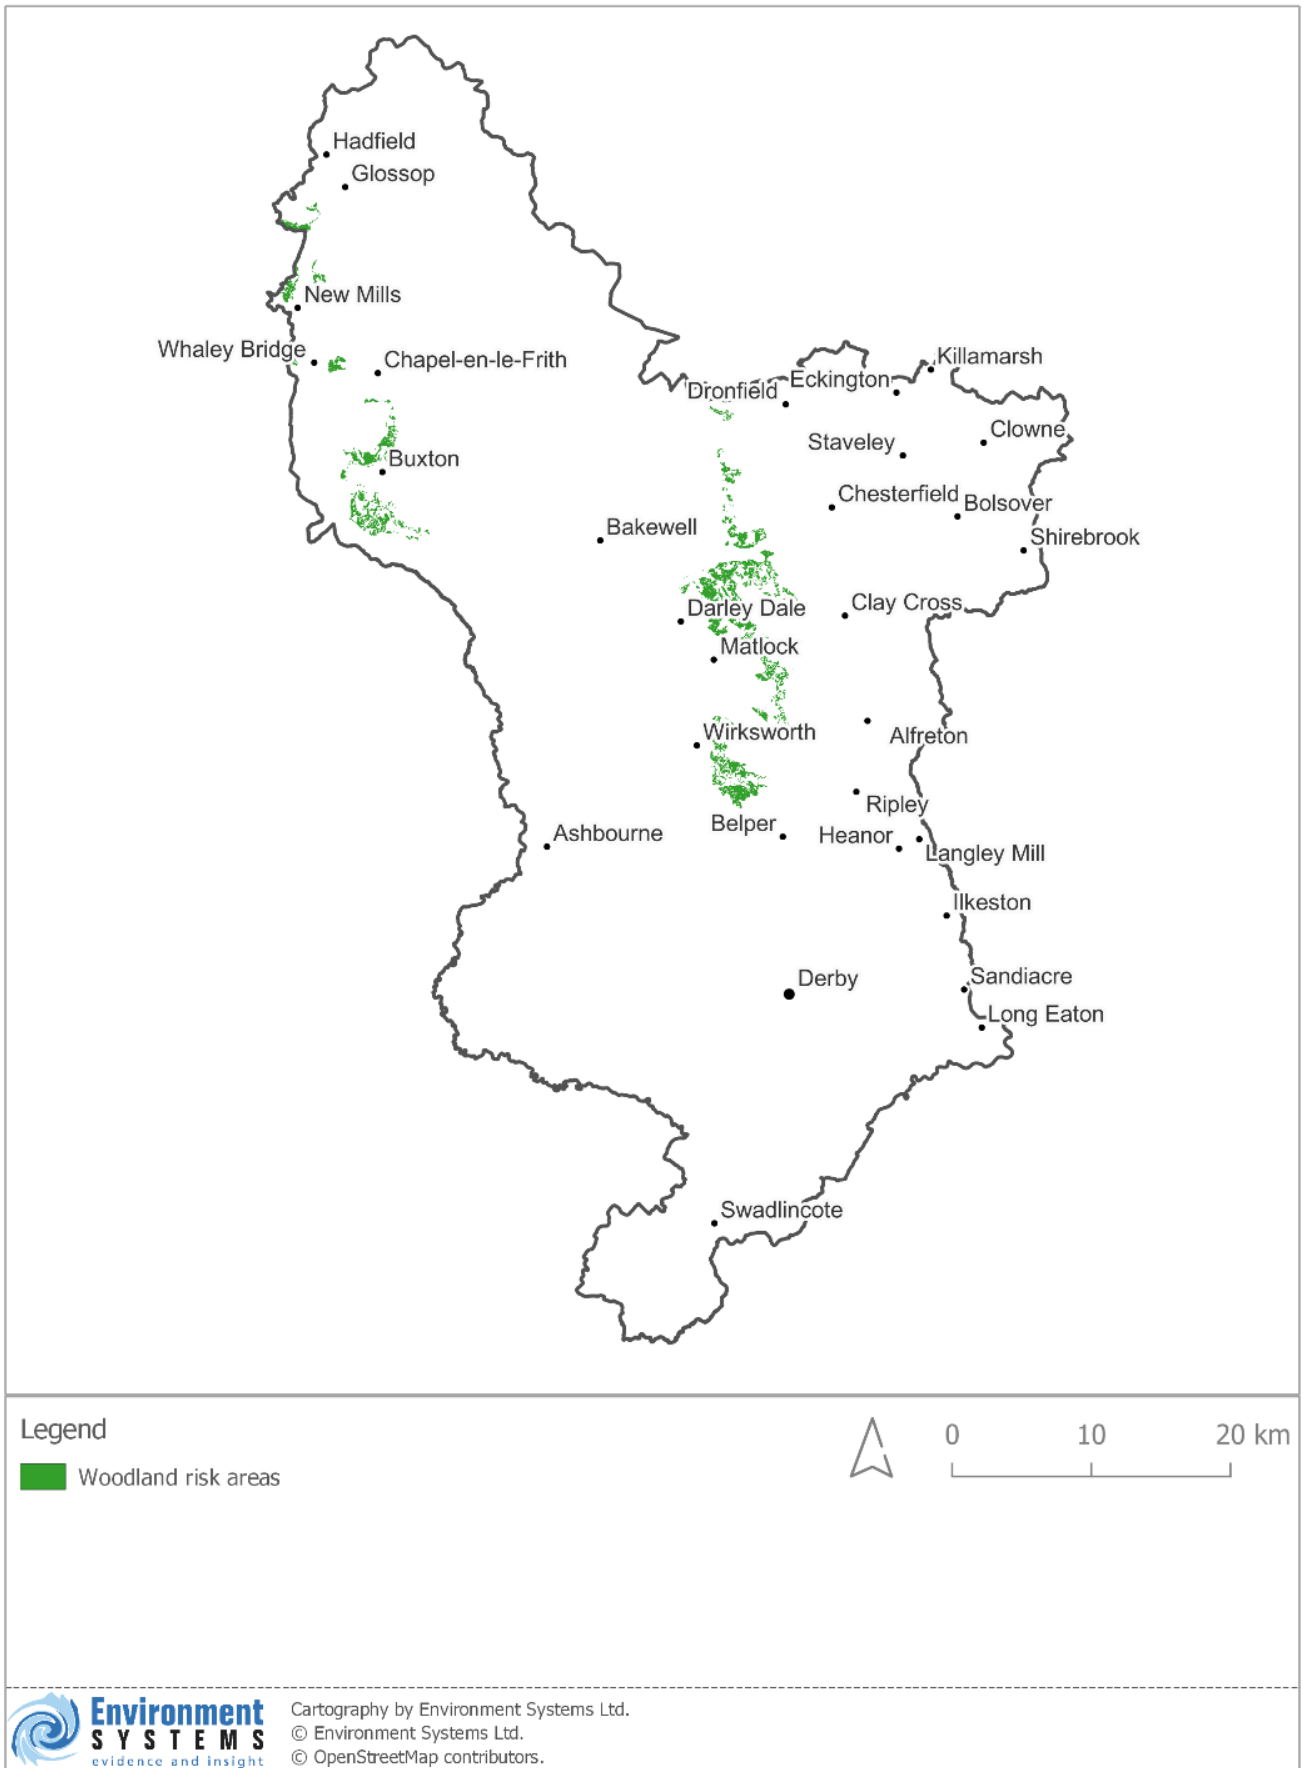 Hadfield
Glossop
New Mills
Whaley Bridge
Chapel-en-le-Frith
Killamarsh
Eckington
Dronfield
Clowne
Staveley
Buxton
Chesterfield
Bolsover
Bakewell
Shirebrook
Darley Dale
Clay Cross
Matlock
Wirksworth
Alfreton
Ripley
Belper
Ashbourne
Heanor
Langley Mill
Ilkeston
Sandiacre
Derby
Long Eaton
Swadlincote
Legend
Woodland risk areas
0 10 20 km
Environment
SYSTEMS
evidence and insight
Cartography by Environment Systems Ltd.
© Environment Systems Ltd.
© OpenStreetMap contributors.